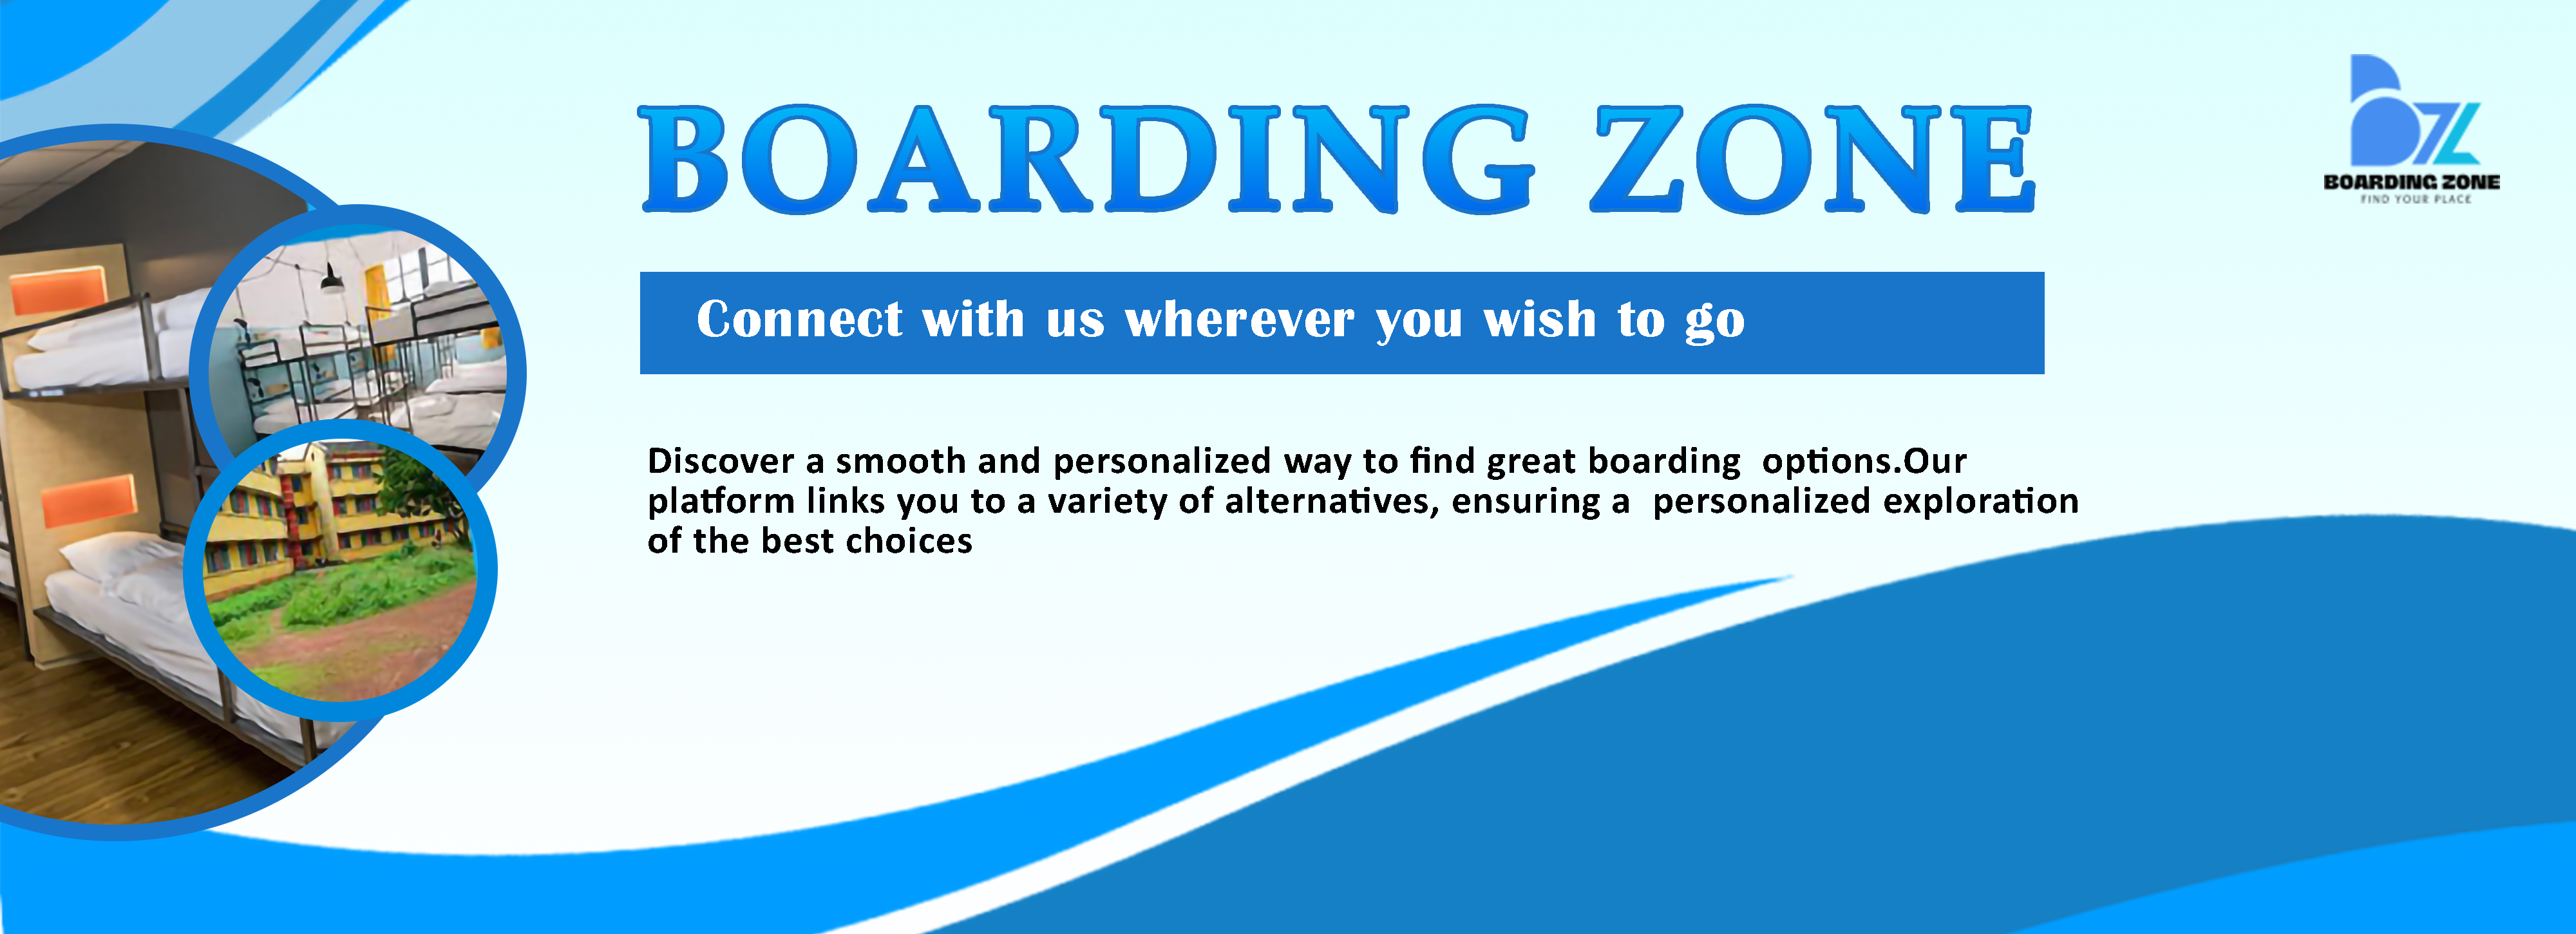 BOARDING ZONE
BOARDING ZONE
FIND YOUR PLACE
Connect with us wherever you wish to go
Discover a smooth and personalized way to find great boarding  options.Our
platform links you to a variety of alternatives, ensuring a  personalized exploration
of the best choices